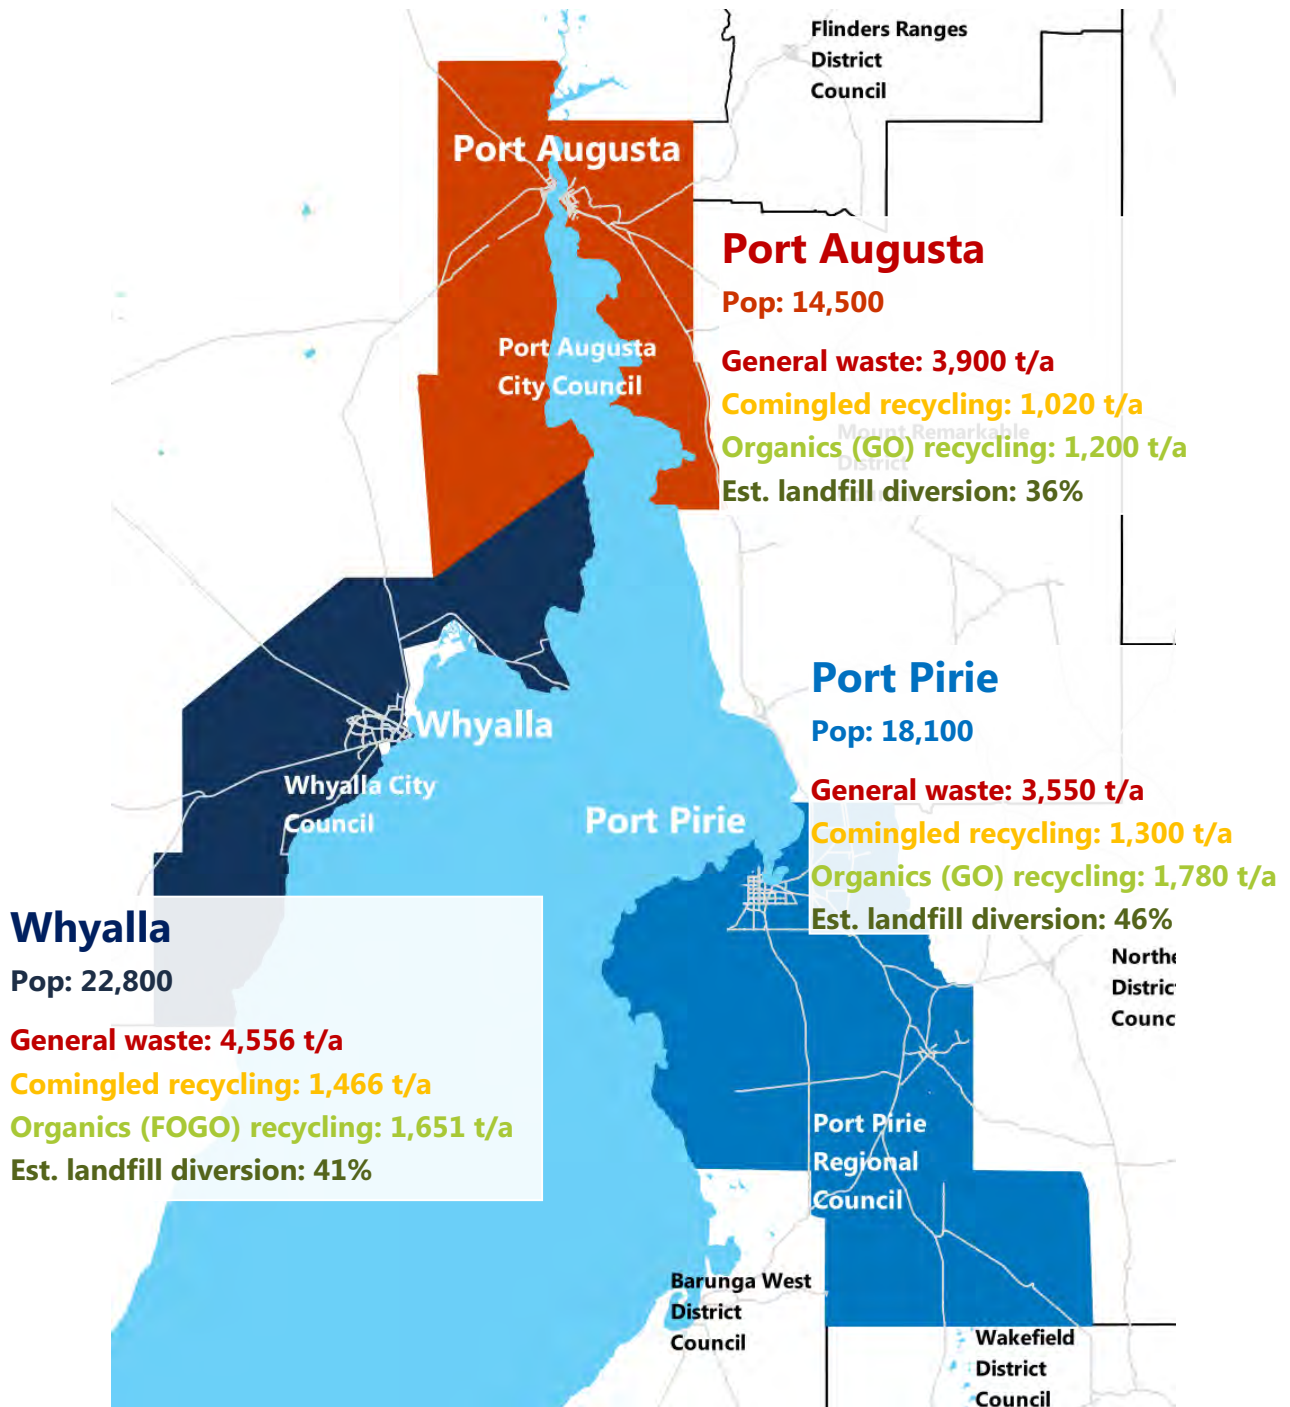 Flinders Ranges
District
Council
Port Augusta
Port Augusta
City Council
Port Augusta
Pop: 14,500
General waste: 3,900 t/a
Comingled recycling: 1,020 t/a
Mount Remarkable
Organics (GO) recycling: 1,200 t/a
District
Est. landfill diversion: 36%
Whyalla
Whyalla City
Council
Port Pirie
Port Pirie
Pop: 18,100
General waste: 3,550 t/a
Comingled recycling: 1,300 t/a
Organics (GO) recycling: 1,780 t/a
Est. landfill diversion: 46%
Whyalla
Pop: 22,800
General waste: 4,556 t/a
Comingled recycling: 1,466 t/a
Organics (FOGO) recycling: 1,651 t/a
Est. landfill diversion: 41%
Northe
Distric
Counc
Port Pirie
Regional
Council
Barunga West
District
Council
Wakefield
District
Council